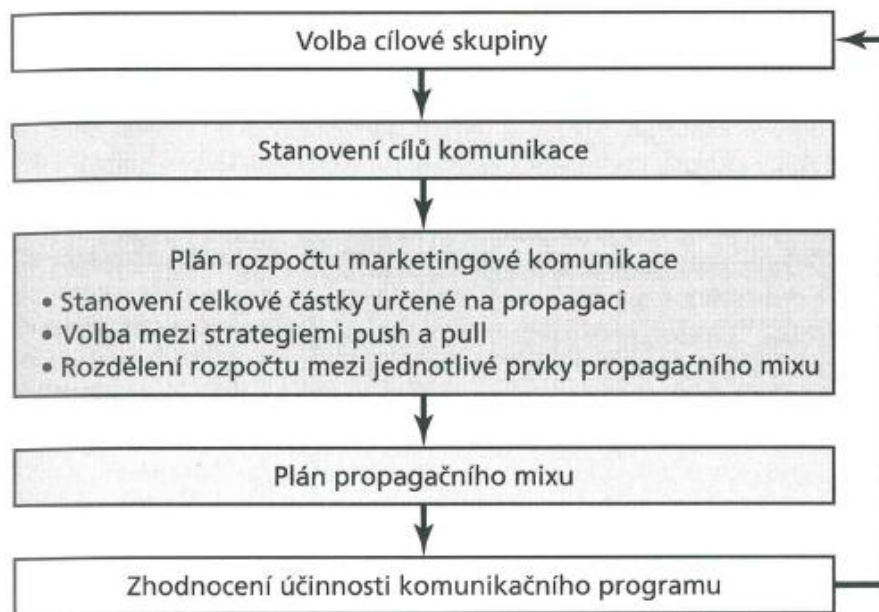 Volba cílové skupiny
Stanovení cílů komunikace
Plán rozpočtu marketingové komunikace
• Stanovení celkové částky určené na propagaci
• Volba mezi strategiemi push a pull
• Rozdělení rozpočtu mezi jednotlivé prvky propagačního mixu
Plán propagačního mixu
Zhodnocení účinnosti komunikačního programu